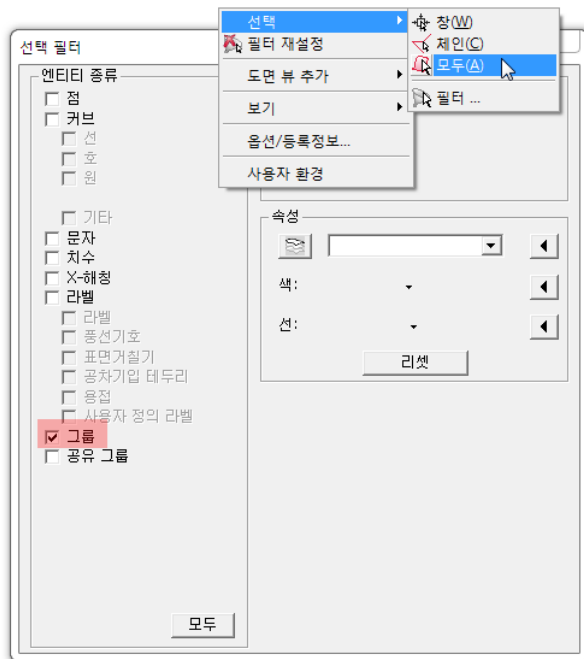 선택 필터
선택
필터 재설정
도면 뷰 추가
보기
옵션/등록정보...
사용자 환경
창(W)
체인(C)
모두(A)
필터 ...
엔티티 종류
점
커브
선
호
원
기타
문자
치수
X-해칭
라벨
라벨
풍선기호
표면거칠기
공차기입 테두리
용접
사용자 정의 라벨
그룹
공유 그룹
모두
속성
색:
선:
리셋